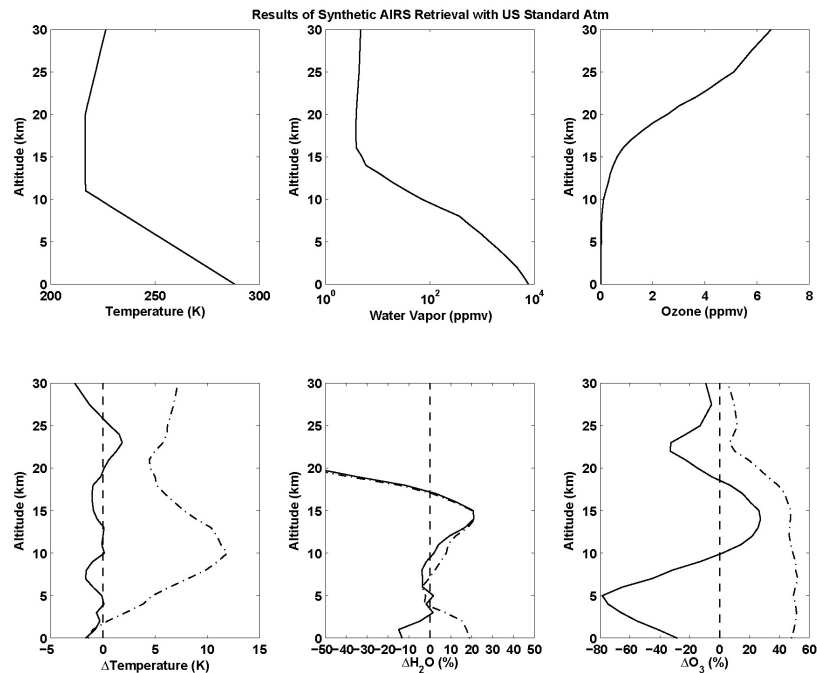 Results of Synthetic AIRS Retrieval with US Standard Atm
30
25
20
15
10
5
0
Altitude (km)
200 250 300
Temperature (K)
30
25
20
15
10
5
0
Altitude (km)
10^0 10^2 10^4
Water Vapor (ppmv)
30
25
20
15
10
5
0
Altitude (km)
0 2 4 6 8
Ozone (ppmv)
30
25
20
15
10
5
0
Altitude (km)
−5 0 5 10 15
ΔTemperature (K)
30
25
20
15
10
5
0
Altitude (km)
−50−40−30−20−10 0 10 20 30 40 50
ΔH2O (%)
30
25
20
15
10
5
0
Altitude (km)
−80 −60 −40 −20 0 20 40 60
ΔO3 (%)